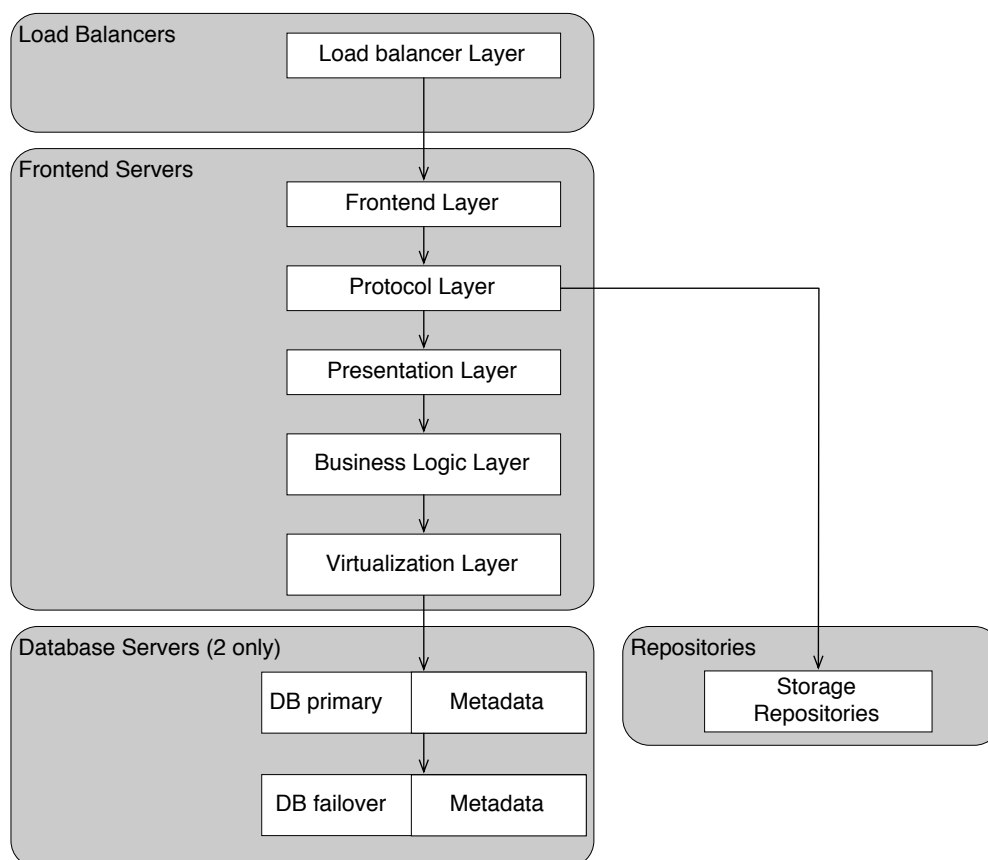 Load Balancers
Load balancer Layer
Frontend Servers
Frontend Layer
Protocol Layer
Presentation Layer
Business Logic Layer
Virtualization Layer
Database Servers (2 only)
DB primary
Metadata
DB failover
Metadata
Repositories
Storage
Repositories